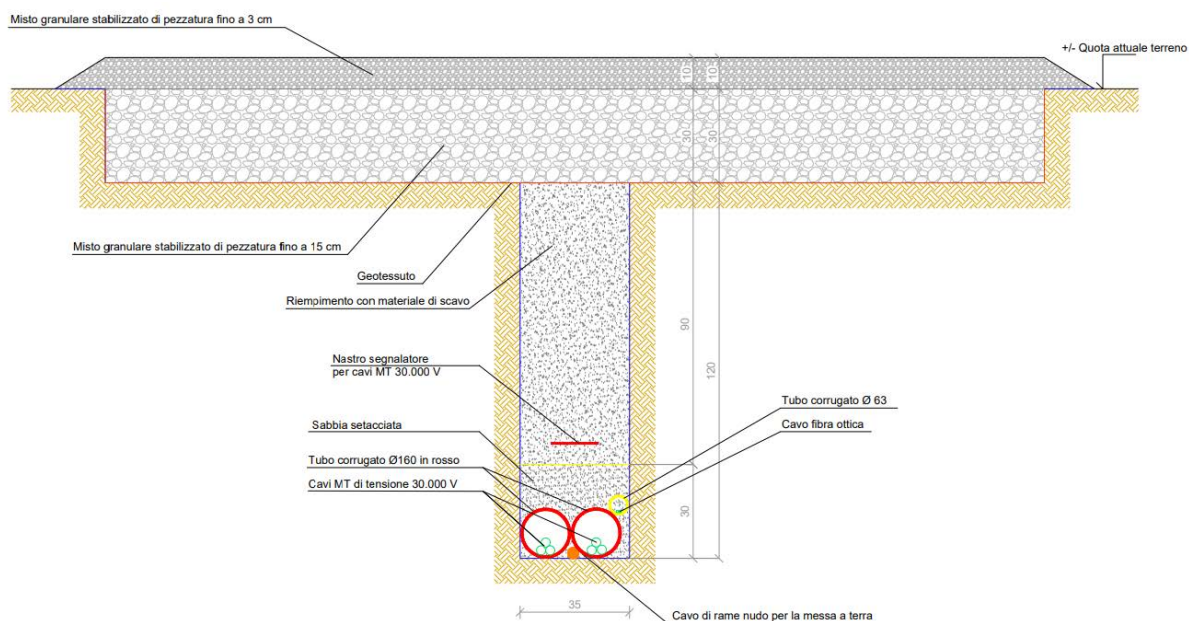 Misto granulare stabilizzato di pezzatura fino a 3 cm
+/- Quota attuale terreno
10
10
30
30
Misto granulare stabilizzato di pezzatura fino a 15 cm
Geotessuto
Riempimento con materiale di scavo
90
120
Nastro segnalatore
per cavi MT 30.000 V
Tubo corrugato Ø 63
Sabbia setacciata
Cavo fibra ottica
Tubo corrugato Ø160 in rosso
Cavi MT di tensione 30.000 V
30
35
Cavo di rame nudo per la messa a terra